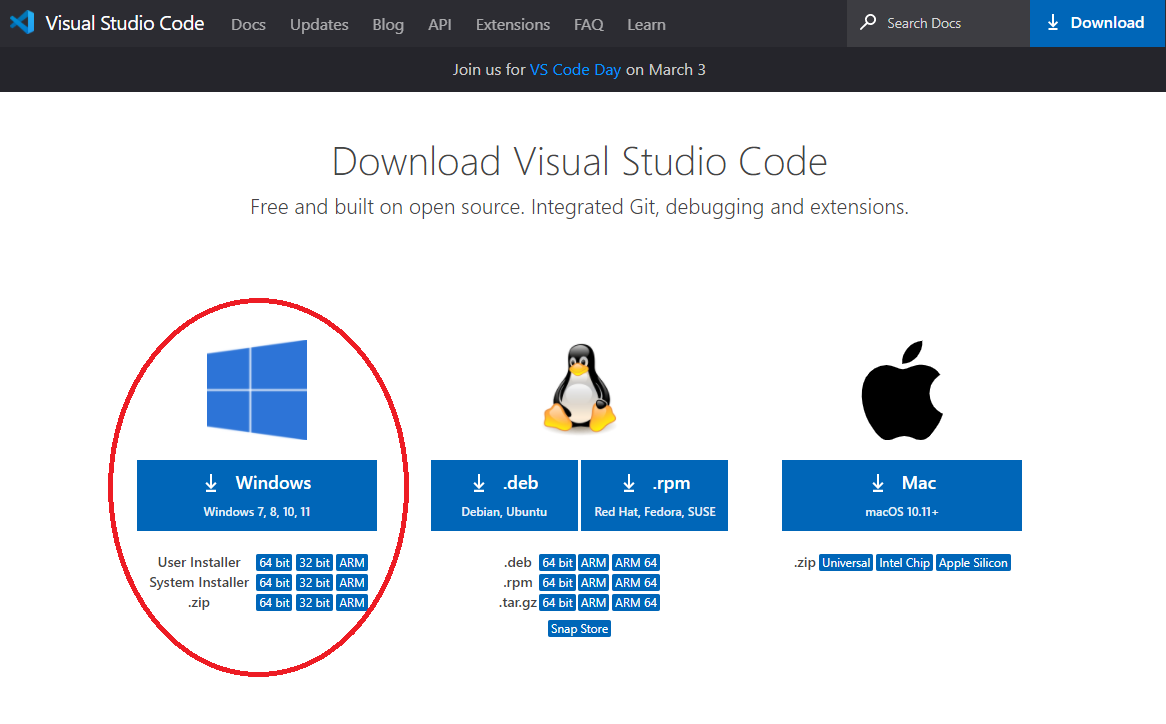 Visual Studio Code Docs Updates Blog API Extensions FAQ Learn Search Docs Download
Join us for VS Code Day on March 3
Download Visual Studio Code
Free and built on open source. Integrated Git, debugging and extensions.
Windows
Windows 7, 8, 10, 11
User Installer 64 bit 32 bit ARM
System Installer 64 bit 32 bit ARM
.zip 64 bit 32 bit ARM
.deb
Debian, Ubuntu
.rpm
Red Hat, Fedora, SUSE
.deb 64 bit ARM ARM 64
.rpm 64 bit ARM ARM 64
.tar.gz 64 bit ARM ARM 64
Snap Store
Mac
macOS 10.11+
.zip Universal Intel Chip Apple Silicon